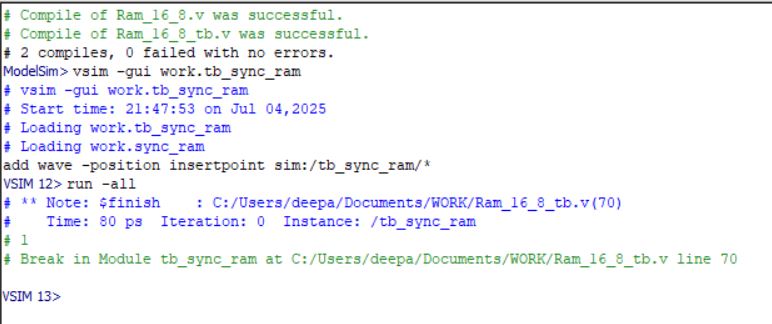 # Compile of Ram_16_8.v was successful.
# Compile of Ram_16_8_tb.v was successful.
# 2 compiles, 0 failed with no errors.
ModelSim> vsim -gui work.tb_sync_ram
# vsim -gui work.tb_sync_ram
# Start time: 21:47:53 on Jul 04,2025
# Loading work.tb_sync_ram
# Loading work.sync_ram
add wave -position insertpoint sim:/tb_sync_ram/*
VSIM 12> run -all
# ** Note: $finish    : C:/Users/deepa/Documents/WORK/Ram_16_8_tb.v(70)
#    Time: 80 ps  Iteration: 0  Instance: /tb_sync_ram
# 1
# Break in Module tb_sync_ram at C:/Users/deepa/Documents/WORK/Ram_16_8_tb.v line 70
VSIM 13>